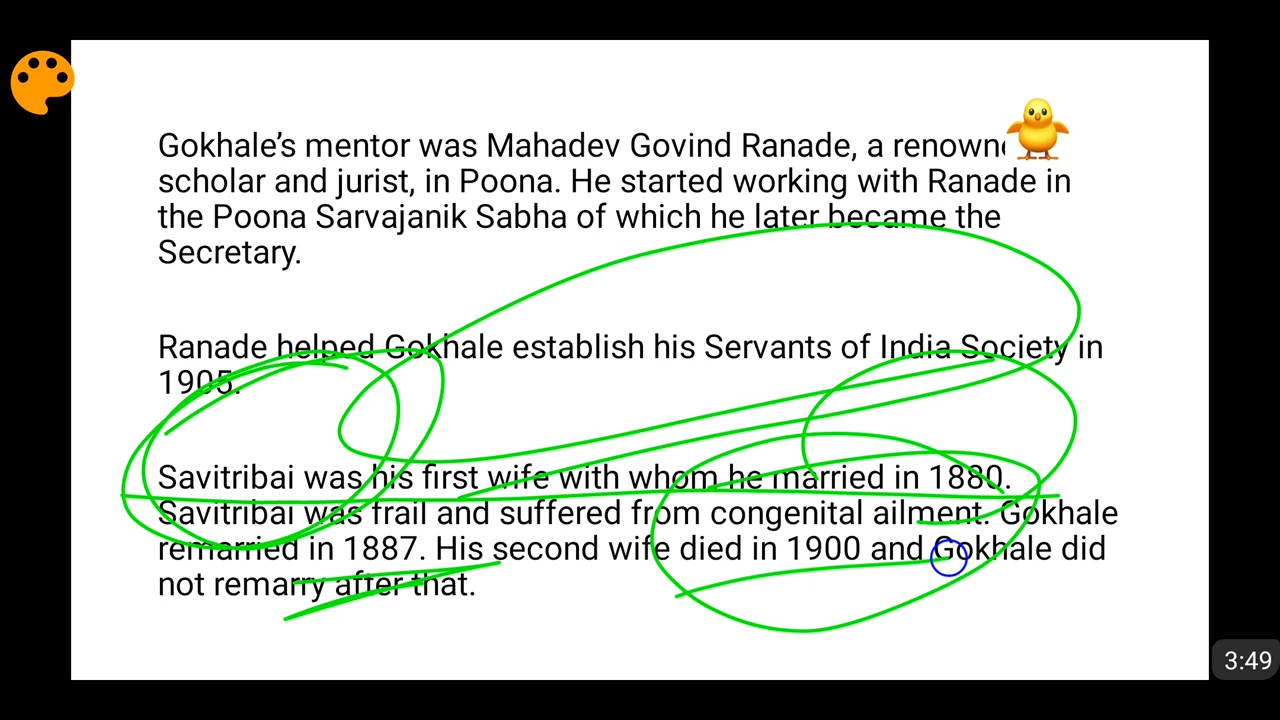 Gokhale’s mentor was Mahadev Govind Ranade, a
scholar and jurist, in Poona. He started working with Ranade in
the Poona Sarvajanik Sabha of which he later became the
Secretary.
Ranade helped Gokhale establish his Servants of India Society in
1905.
Savitribai was his first wife with whom he married in 1880.
Savitribai was frail and suffered from congenital ailment. Gokhale
remarried in 1887. His second wife died in 1900 and Gokhale did
not remarry after that.
3:49